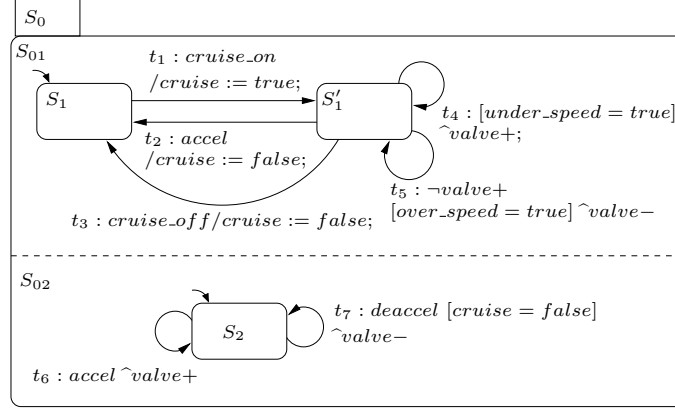 S₀
S₀₁
t₁ : cruise_on
/cruise := true;
S₁
S′₁
t₄ : [under_speed = true]
^valve+;
t₂ : accel
/cruise := false;
t₅ : ¬valve+
[over_speed = true] ^valve−
t₃ : cruise_off/cruise := false;
S₀₂
t₇ : deaccel [cruise = false]
^valve−
S₂
t₆ : accel ^valve+